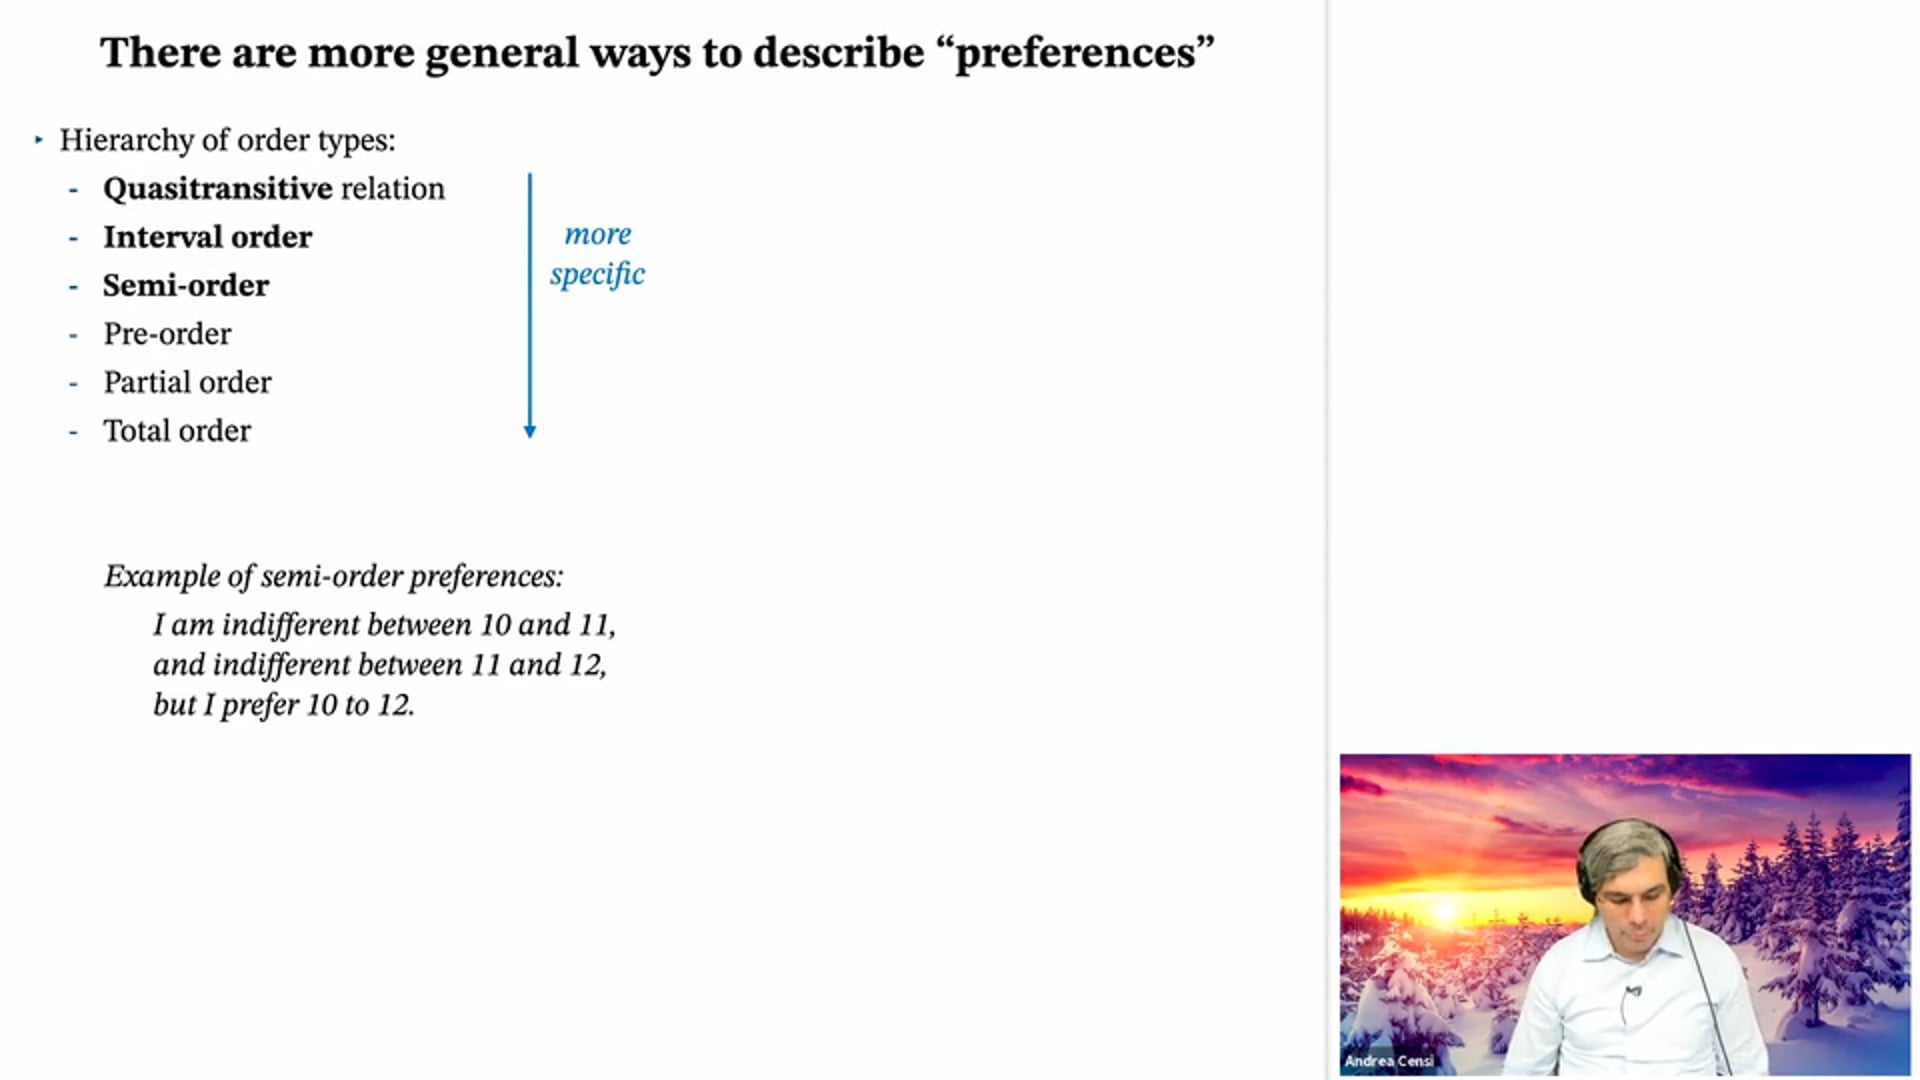 There are more general ways to describe “preferences”
‣ Hierarchy of order types:
- Quasitransitive relation
- Interval order
- Semi-order
- Pre-order
- Partial order
- Total order
more
specific
Example of semi-order preferences:
I am indifferent between 10 and 11,
and indifferent between 11 and 12,
but I prefer 10 to 12.
Andrea Censi